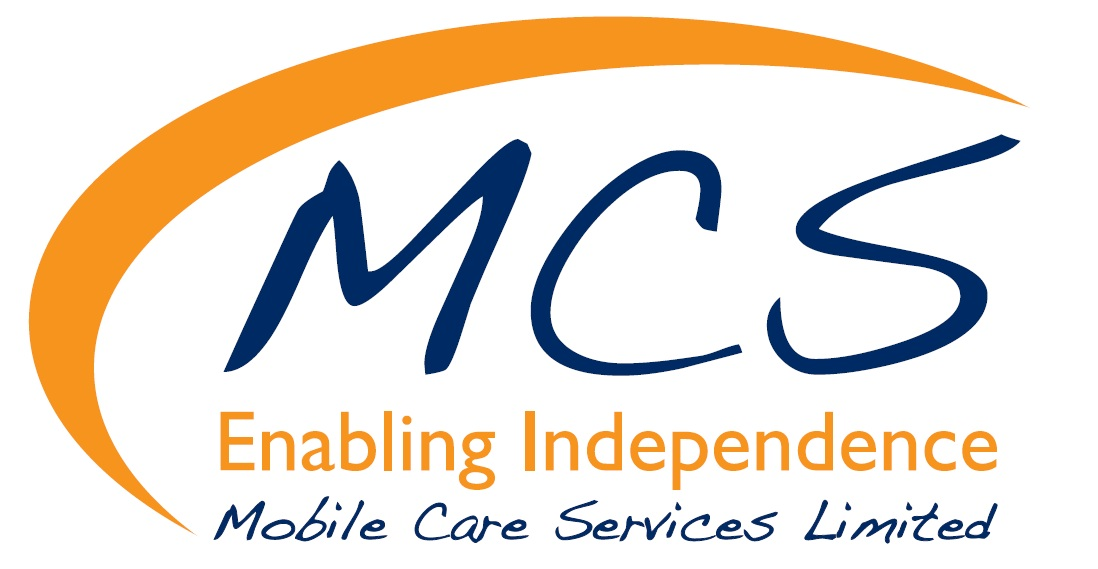 MCS
Enabling Independence
Mobile Care Services Limited